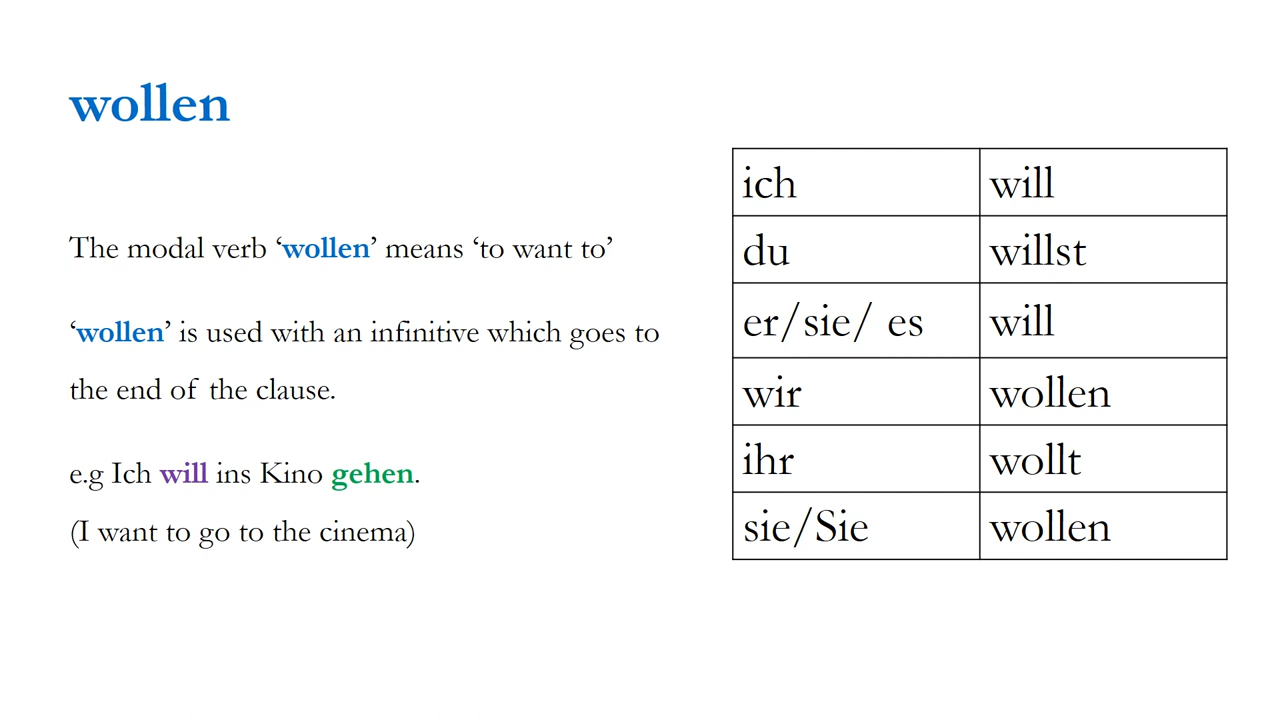 wollen
The modal verb ‘wollen’ means ‘to want to’
‘wollen’ is used with an infinitive which goes to
the end of the clause.
e.g Ich will ins Kino gehen.
(I want to go to the cinema)
ich will
du willst
er/sie/ es will
wir wollen
ihr wollt
sie/Sie wollen